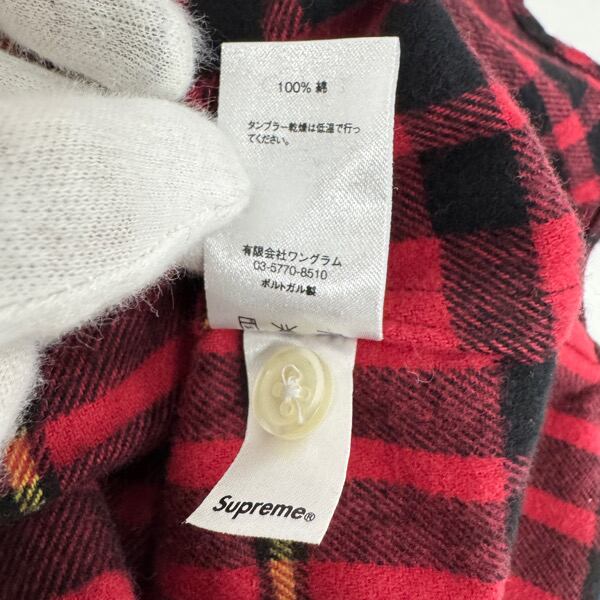 100% 綿
タンブラー乾燥は低温で行っ
てください。
有限会社ワングラム
03-5770-8510
ポルトガル製
Supreme®